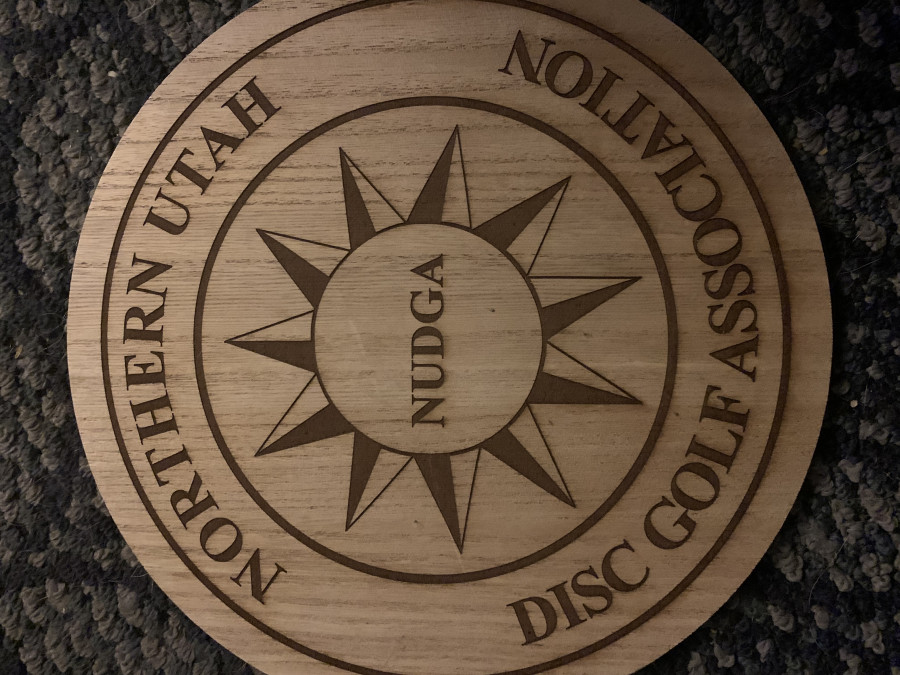 NORTHERN UTAH
NUDGA
DISC GOLF ASSOCIATION